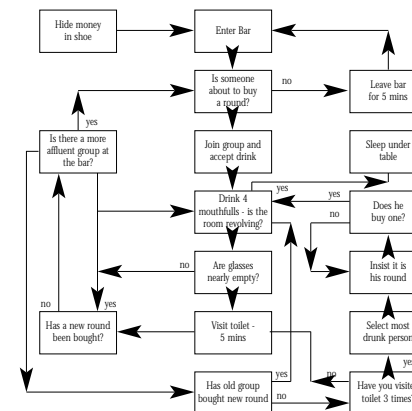 Hide money
in shoe
Enter Bar
Is someone
about to buy
a round?
no
Leave bar
for 5 mins
yes
Is there a more
affluent group at
the bar?
Join group and
accept drink
Sleep under
table
yes
Drink 4
mouthfulls - is the
room revolving?
yes
no
Does he
buy one?
no
Are glasses
nearly empty?
Insist it is
his round
no
yes
Has a new round
been bought?
Visit toilet -
5 mins
Select most
drunk person
yes
no
Has old group
bought new round
yes
no
Have you visite
toilet 3 times